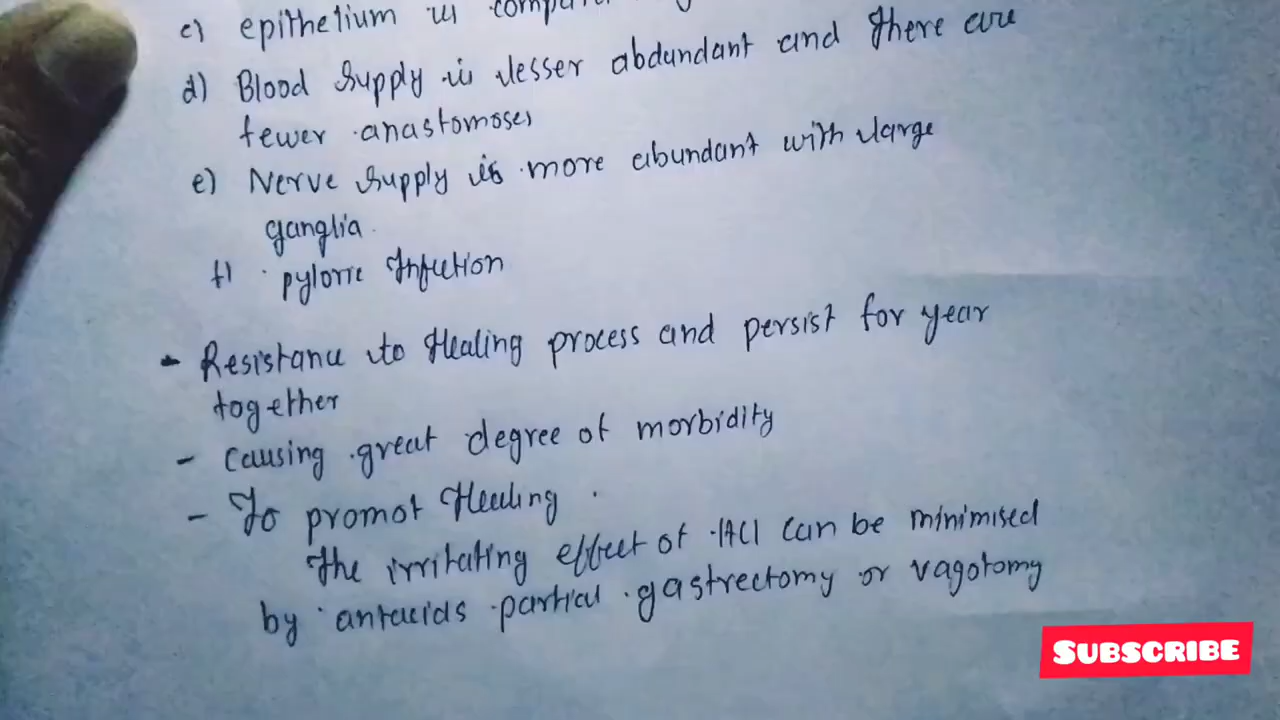 c) epithelium is
d) Blood Supply is lesser abdundant and there are
fewer anastomoses
e) Nerve supply is more abundant with large
ganglia
f) pyloric Infection
- Resistance to Healing process and persist for year
together
- Causing great degree of morbidity
- To promot Healing
The irritating effect of HCl can be minimised
by antacids partial gastrectomy or vagotomy
SUBSCRIBE